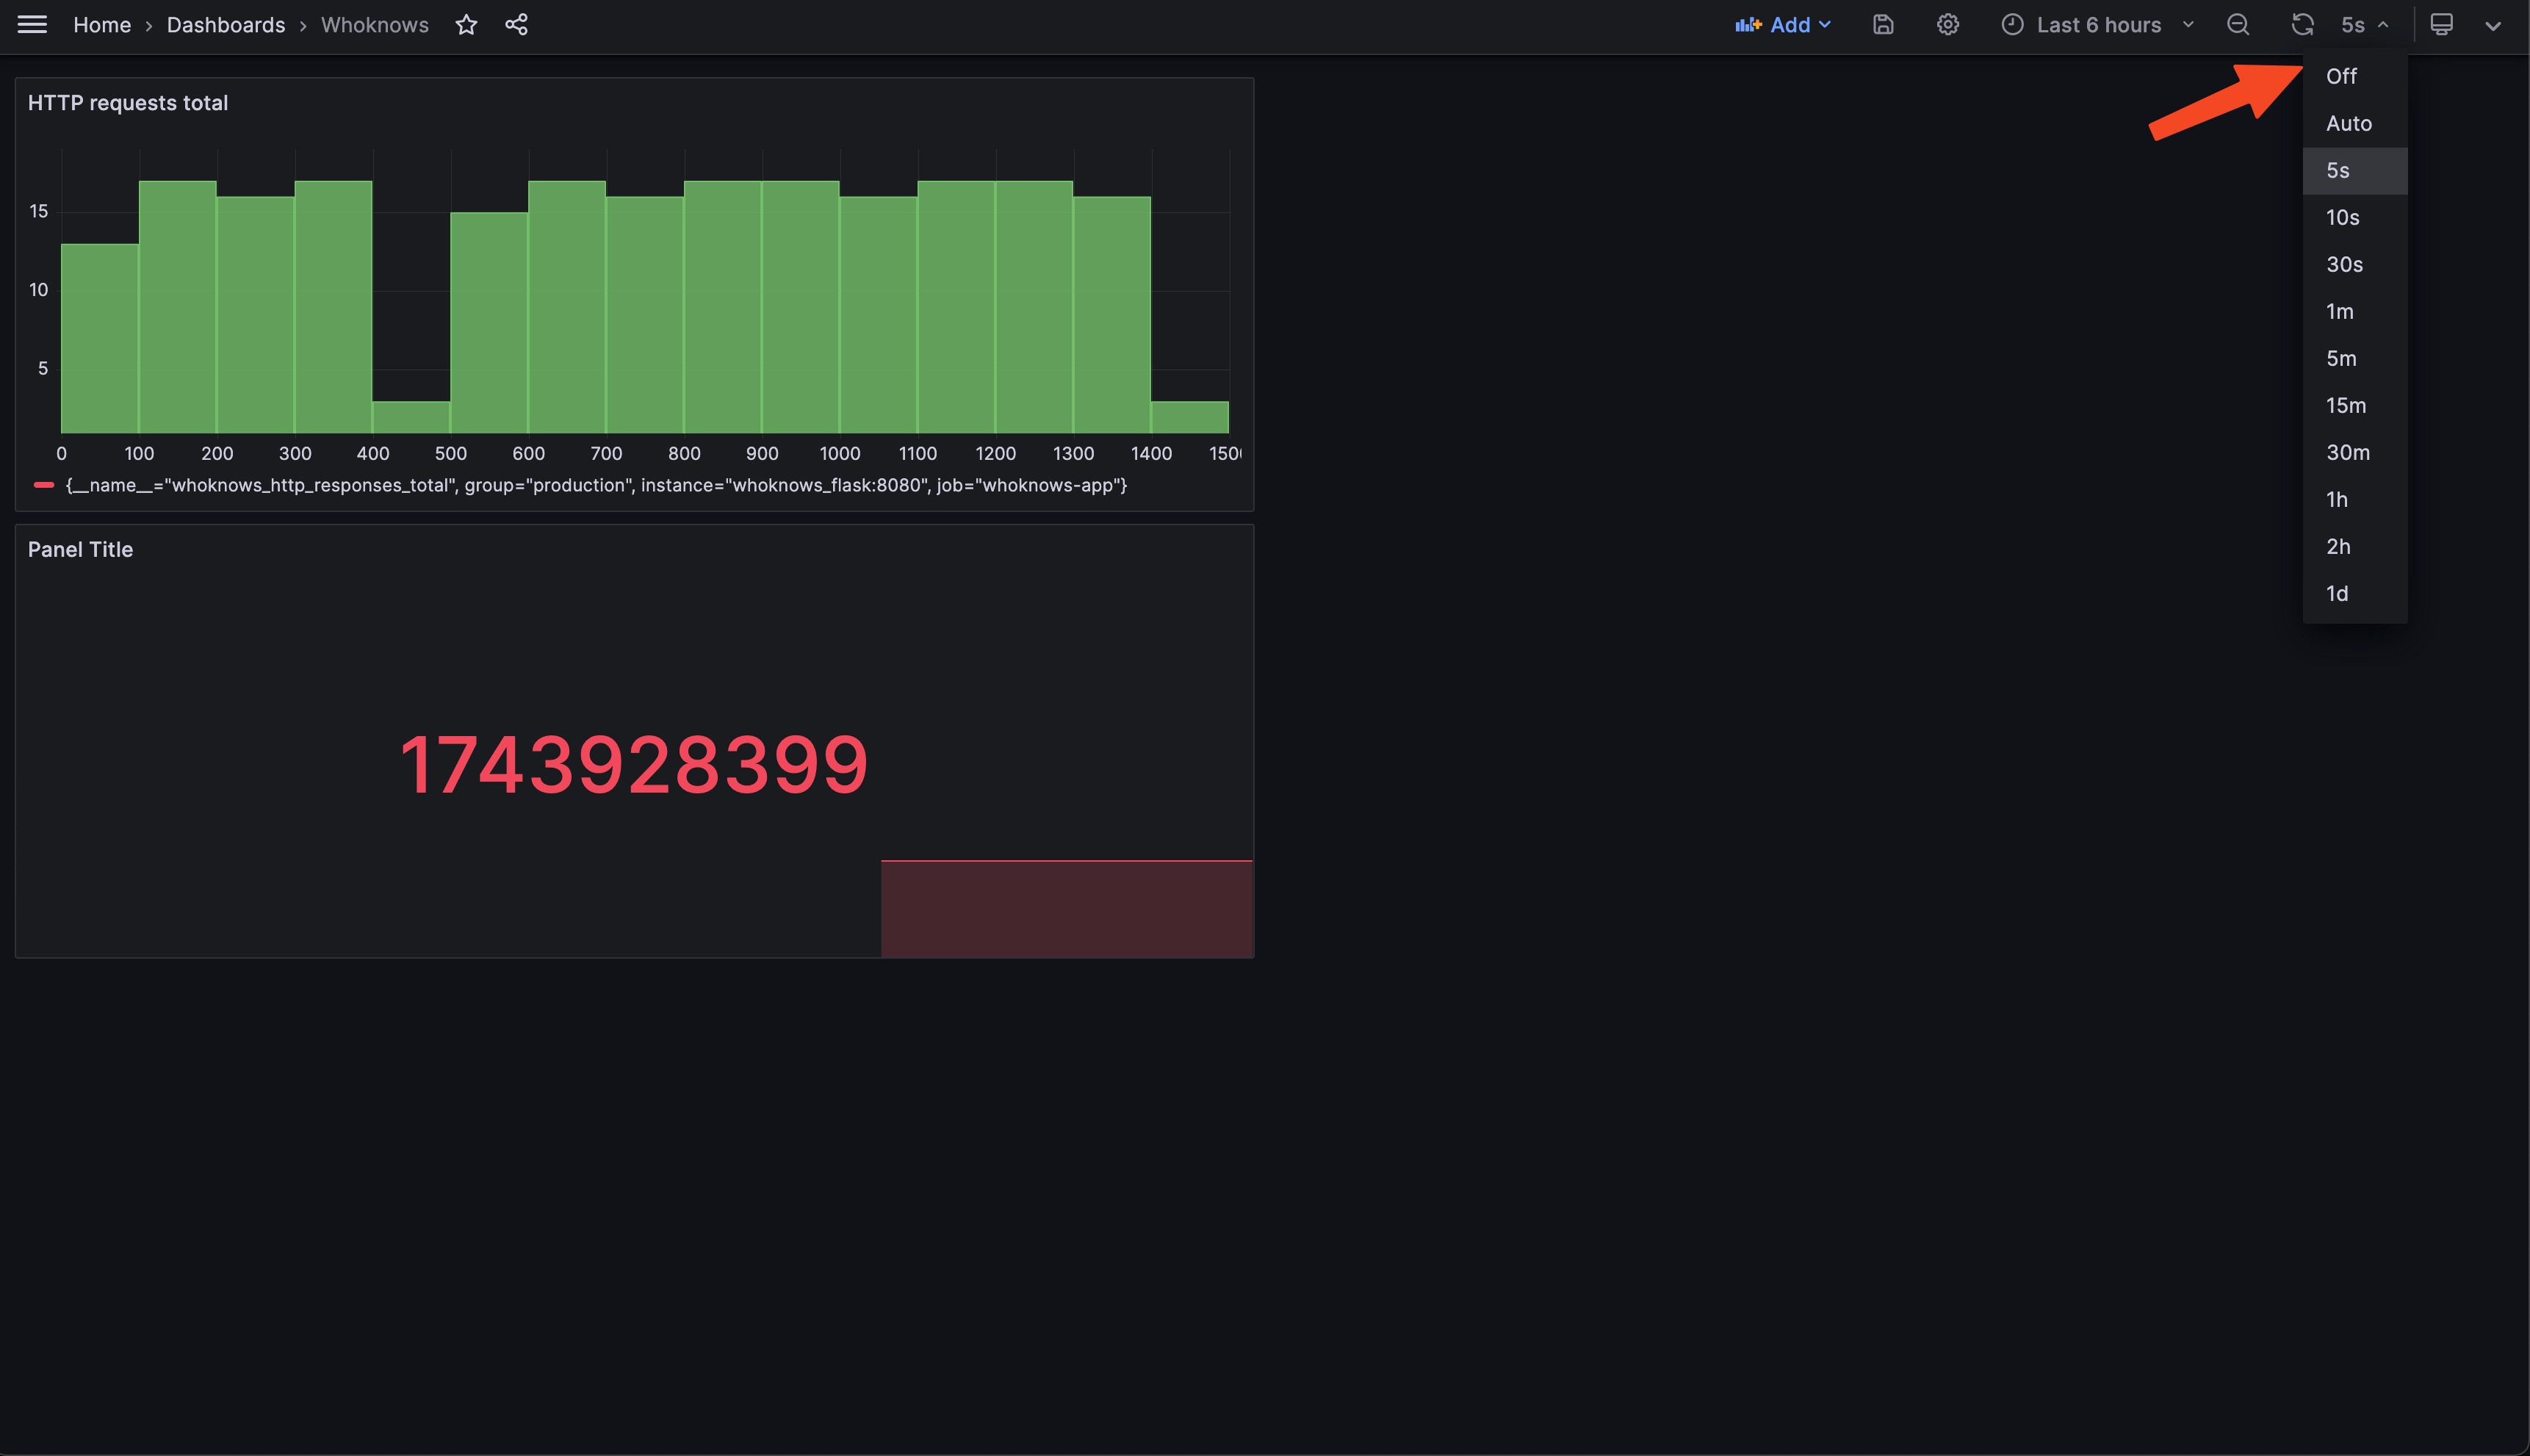 Home › Dashboards › Whoknows
Add
Last 6 hours
5s
Off
Auto
5s
10s
30s
1m
5m
15m
30m
1h
2h
1d
HTTP requests total
15
10
5
0 100 200 300 400 500 600 700 800 900 1000 1100 1200 1300 1400 150
{__name__="whoknows_http_responses_total", group="production", instance="whoknows_flask:8080", job="whoknows-app"}
Panel Title
1743928399